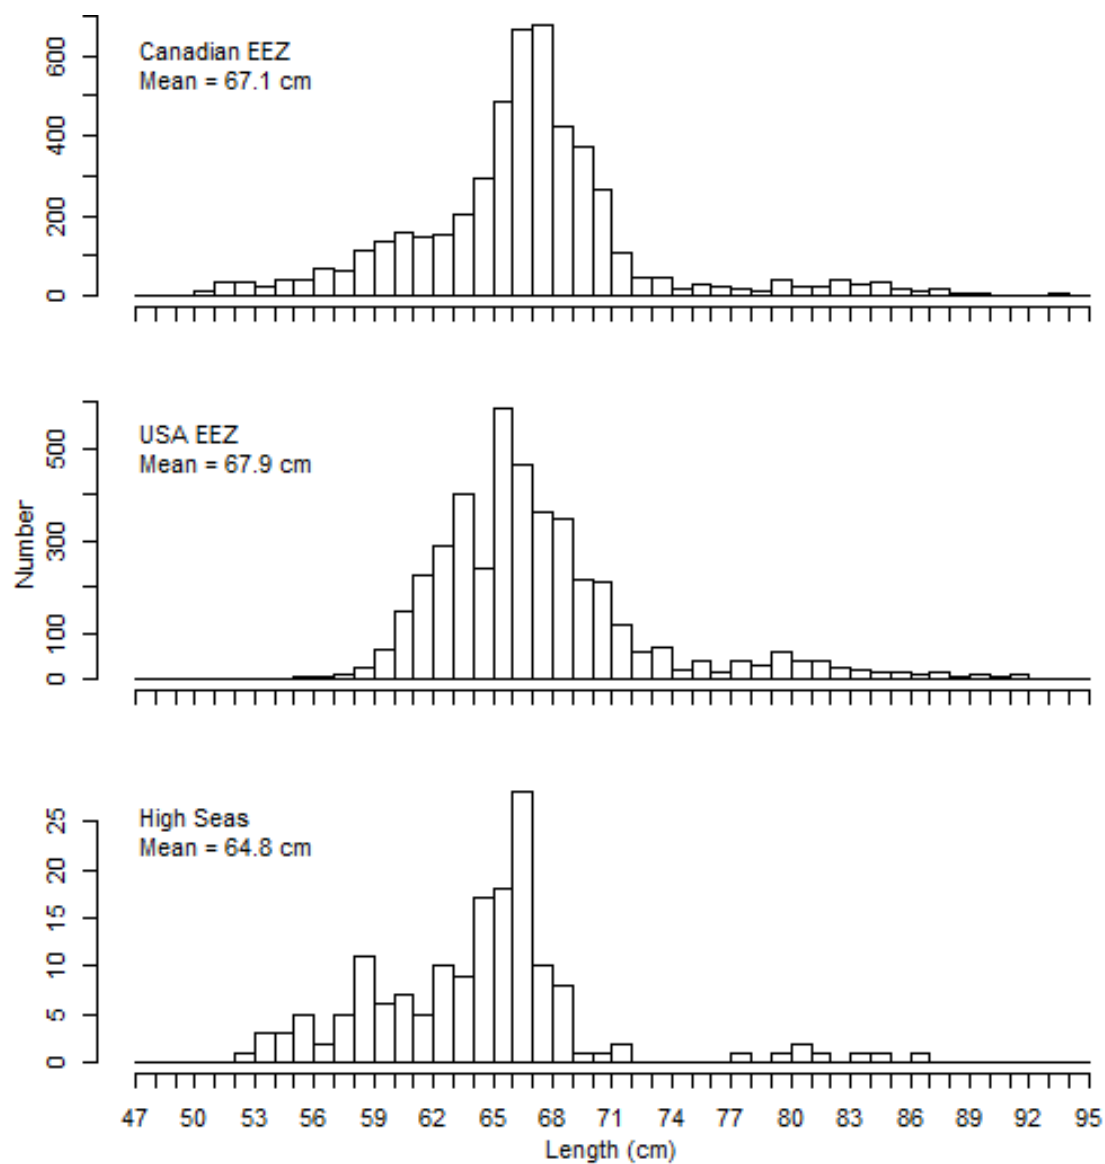 Canadian EEZ
Mean = 67.1 cm
600
400
200
0
USA EEZ
Mean = 67.9 cm
500
300
100
0
Number
High Seas
Mean = 64.8 cm
25
20
15
10
5
0
47 50 53 56 59 62 65 68 71 74 77 80 83 86 89 92 95
Length (cm)